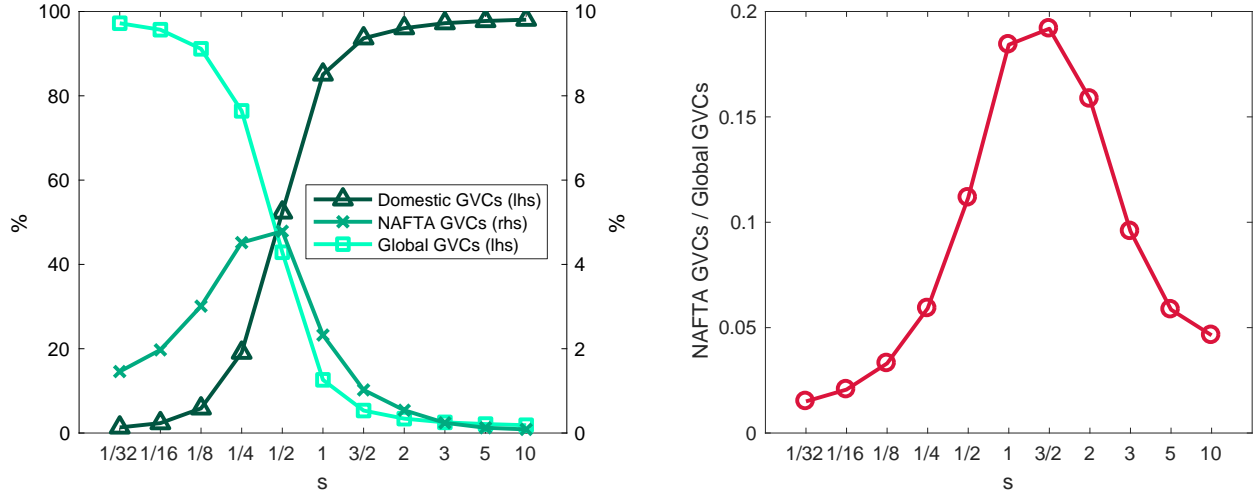 100
80
60
40
20
0
%
10
8
6
4
2
0
%
Domestic GVCs (lhs)
NAFTA GVCs (rhs)
Global GVCs (lhs)
1/32 1/16 1/8 1/4 1/2 1 3/2 2 3 5 10
s
0.2
0.15
0.1
0.05
0
NAFTA GVCs / Global GVCs
1/32 1/16 1/8 1/4 1/2 1 3/2 2 3 5 10
s